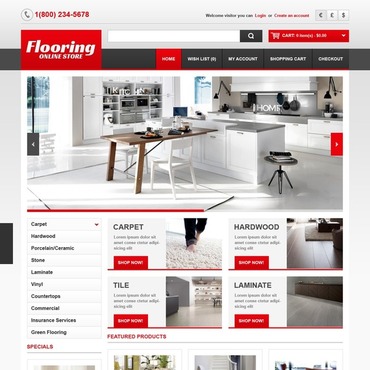 1(800) 234-5678
Welcome visitor you can Login or Create an account
€ £ $
Flooring
ONLINE STORE
CART: 0 item(s) - $0.00
HOME WISH LIST (0) MY ACCOUNT SHOPPING CART CHECKOUT
HOME
Carpet
Hardwood
Porcelain/Ceramic
Stone
Laminate
Vinyl
Countertops
Commercial
Insurance Services
Green Flooring
CARPET
Lorem ipsum dolor sit
amet conse ctetur adipi-
sicing elit
SHOP NOW!
HARDWOOD
Lorem ipsum dolor sit
amet conse ctetur adipi-
sicing elit
SHOP NOW!
TILE
Lorem ipsum dolor sit
amet conse ctetur adipi-
sicing elit
SHOP NOW!
LAMINATE
Lorem ipsum dolor sit
amet conse ctetur adipi-
sicing elit
SHOP NOW!
SPECIALS
FEATURED PRODUCTS